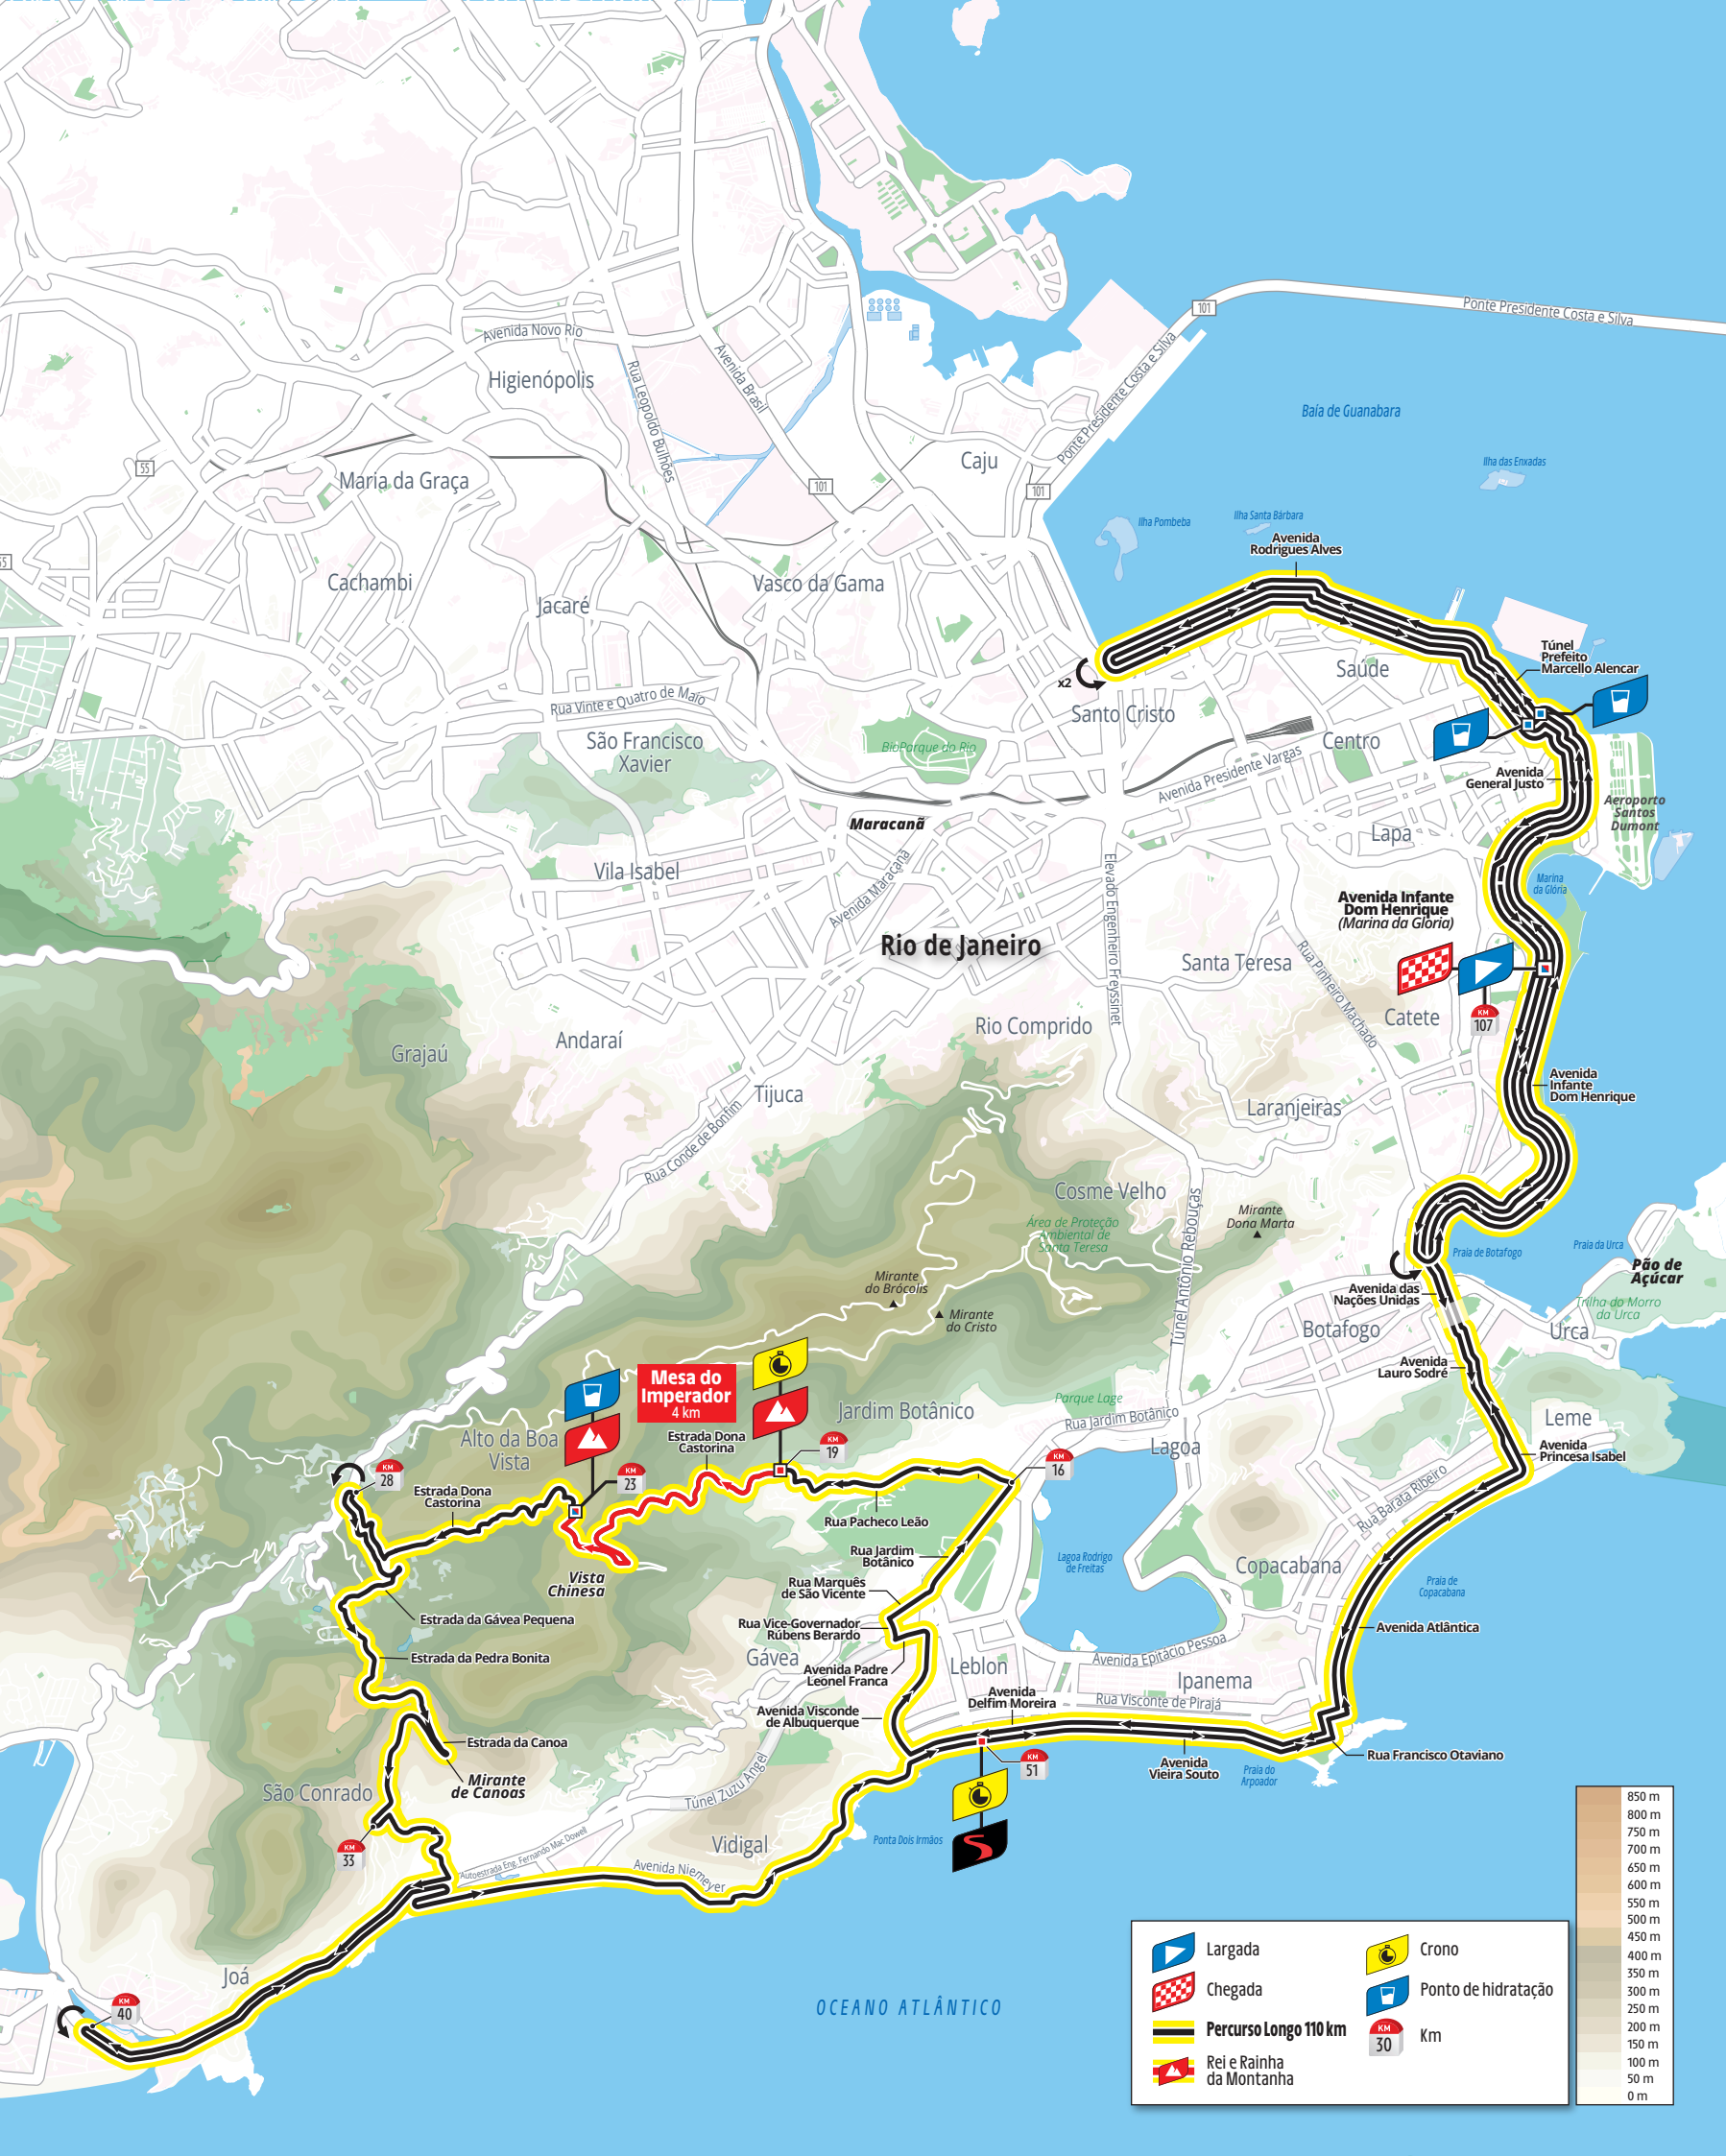 Ponte Presidente Costa e Silva
101
Avenida Novo Rio
Higienópolis
Rua Leopoldo Bulhões
Avenida Brasil
Ponte Presidente Costa e Silva
Baía de Guanabara
Ilha das Enxadas
55
Maria da Graça
Caju
101
101
Ilha Pombeba
Ilha Santa Bárbara
Avenida
Rodrigues Alves
55
Cachambi
Jacaré
Vasco da Gama
Túnel
Prefeito
Marcello Alencar
Saúde
x2
Santo Cristo
Rua Vinte e Quatro de Maio
São Francisco
Xavier
BioParque do Rio
Centro
Avenida Presidente Vargas
Avenida
General Justo
Aeroporto
Santos
Dumont
Maracanã
Lapa
Vila Isabel
Avenida Maracanã
Elevado Engenheiro Freyssinet
Marina
da Glória
Avenida Infante
Dom Henrique
(Marina da Glória)
Rio de Janeiro
Santa Teresa
Rua Pinheiro Machado
Catete
KM
107
Rio Comprido
Andaraí
Grajaú
Tijuca
Laranjeiras
Avenida
Infante
Dom Henrique
Rua Conde de Bonfim
Cosme Velho
Área de Proteção
Ambiental de
Santa Teresa
Mirante
Dona Marta
Túnel Antônio Rebouças
Praia de Botafogo
Praia da Urca
Pão de
Açúcar
Trilha do Morro
da Urca
Urca
Mirante
do Brócolis
Mirante
do Cristo
Avenida das
Nações Unidas
Botafogo
Avenida
Lauro Sodré
Mesa do
Imperador
4 km
Jardim Botânico
Parque Lage
Rua Jardim Botânico
Lagoa
Leme
Avenida
Princesa Isabel
Alto da Boa
Vista
Estrada Dona
Castorina
KM
19
KM
16
KM
28
KM
23
Estrada Dona
Castorina
Rua Pacheco Leão
Rua Barata Ribeiro
Rua Jardim
Botânico
Lagoa Rodrigo
de Freitas
Copacabana
Praia de
Copacabana
Vista
Chinesa
Rua Marquês
de São Vicente
Estrada da Gávea Pequena
Rua Vice-Governador
Rúbens Berardo
Avenida Atlântica
Avenida Epitácio Pessoa
Estrada da Pedra Bonita
Gávea
Avenida Padre
Leonel Franca
Leblon
Ipanema
Avenida
Delfim Moreira
Rua Visconte de Pirajá
Avenida Visconde
de Albuquerque
Estrada da Canoa
Rua Francisco Otaviano
KM
51
Avenida
Vieira Souto
Praia do
Arpoador
Mirante
de Canoas
São Conrado
Túnel Zuzu Angel
Vidigal
Ponta Dois Irmãos
KM
33
Autoestrada Eng. Fernando Mac Dowell
Avenida Niemeyer
Joá
KM
40
OCEANO ATLÂNTICO
Largada
Chegada
Percurso Longo 110 km
Rei e Rainha
da Montanha
Crono
Ponto de hidratação
KM
30
Km
850 m
800 m
750 m
700 m
650 m
600 m
550 m
500 m
450 m
400 m
350 m
300 m
250 m
200 m
150 m
100 m
50 m
0 m